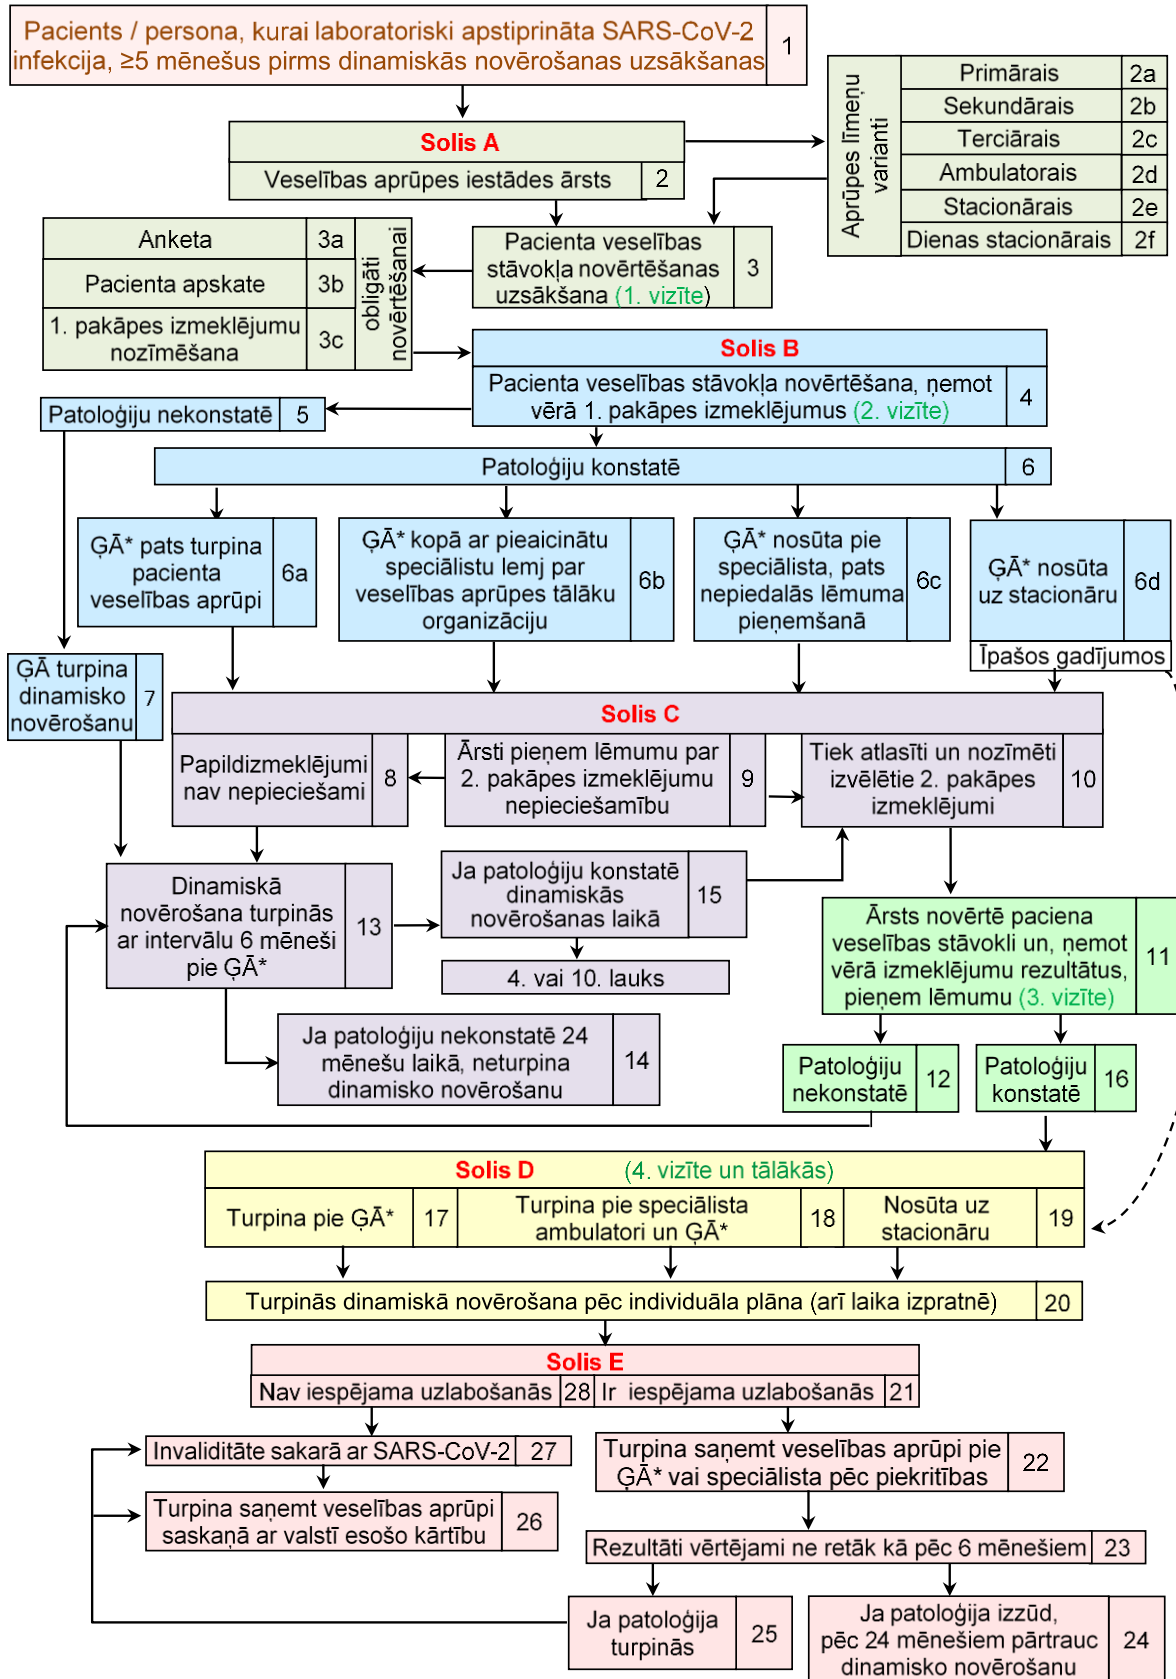 Pacients / persona, kurai laboratoriski apstiprināta SARS-CoV-2
infekcija, ≥5 mēnešus pirms dinamiskās novērošanas uzsākšanas
1
Solis A
Veselības aprūpes iestādes ārsts
2
Aprūpes līmeņu
varianti
Primārais
2a
Sekundārais
2b
Terciārais
2c
Ambulatorais
2d
Stacionārais
2e
Dienas stacionārais
2f
Pacienta veselības
stāvokļa novērtēšanas
uzsākšana (1. vizīte)
3
Anketa
3a
Pacienta apskate
3b
1. pakāpes izmeklējumu
nozīmēšana
3c
obligāti
novērtēšanai
Solis B
Pacienta veselības stāvokļa novērtēšana, ņemot
vērā 1. pakāpes izmeklējumus (2. vizīte)
4
Patoloģiju nekonstatē
5
Patoloģiju konstatē
6
ĢĀ* pats turpina
pacienta
veselības aprūpi
6a
ĢĀ* kopā ar pieaicinātu
speciālistu lemj par
veselības aprūpes tālāku
organizāciju
6b
ĢĀ* nosūta pie
speciālista, pats
nepiedalās lēmuma
pieņemšanā
6c
ĢĀ* nosūta
uz stacionāru
6d
Īpašos gadījumos
ĢĀ turpina
dinamisko
novērošanu
7
Solis C
Papildizmeklējumi
nav nepieciešami
8
Ārsti pieņem lēmumu par
2. pakāpes izmeklējumu
nepieciešamību
9
Tiek atlasīti un nozīmēti
izvēlētie 2. pakāpes
izmeklējumi
10
Dinamiskā
novērošana turpinās
ar intervālu 6 mēneši
pie ĢĀ*
13
Ja patoloģiju konstatē
dinamiskās
novērošanas laikā
15
4. vai 10. lauks
Ārsts novērtē paciena
veselības stāvokli un, ņemot
vērā izmeklējumu rezultātus,
pieņem lēmumu (3. vizīte)
11
Ja patoloģiju nekonstatē 24
mēnešu laikā, neturpina
dinamisko novērošanu
14
Patoloģiju
nekonstatē
12
Patoloģiju
konstatē
16
Solis D (4. vizīte un tālākās)
Turpina pie ĢĀ*
17
Turpina pie speciālista
ambulatori un ĢĀ*
18
Nosūta uz
stacionāru
19
Turpinās dinamiskā novērošana pēc individuāla plāna (arī laika izpratnē)
20
Solis E
Nav iespējama uzlabošanās
28
Ir iespējama uzlabošanās
21
Invaliditāte sakarā ar SARS-CoV-2
27
Turpina saņemt veselības aprūpi pie
ĢĀ* vai speciālista pēc piekritības
22
Turpina saņemt veselības aprūpi
saskaņā ar valstī esošo kārtību
26
Rezultāti vērtējami ne retāk kā pēc 6 mēnešiem
23
Ja patoloģija
turpinās
25
Ja patoloģija izzūd,
pēc 24 mēnešiem pārtrauc
dinamisko novērošanu
24